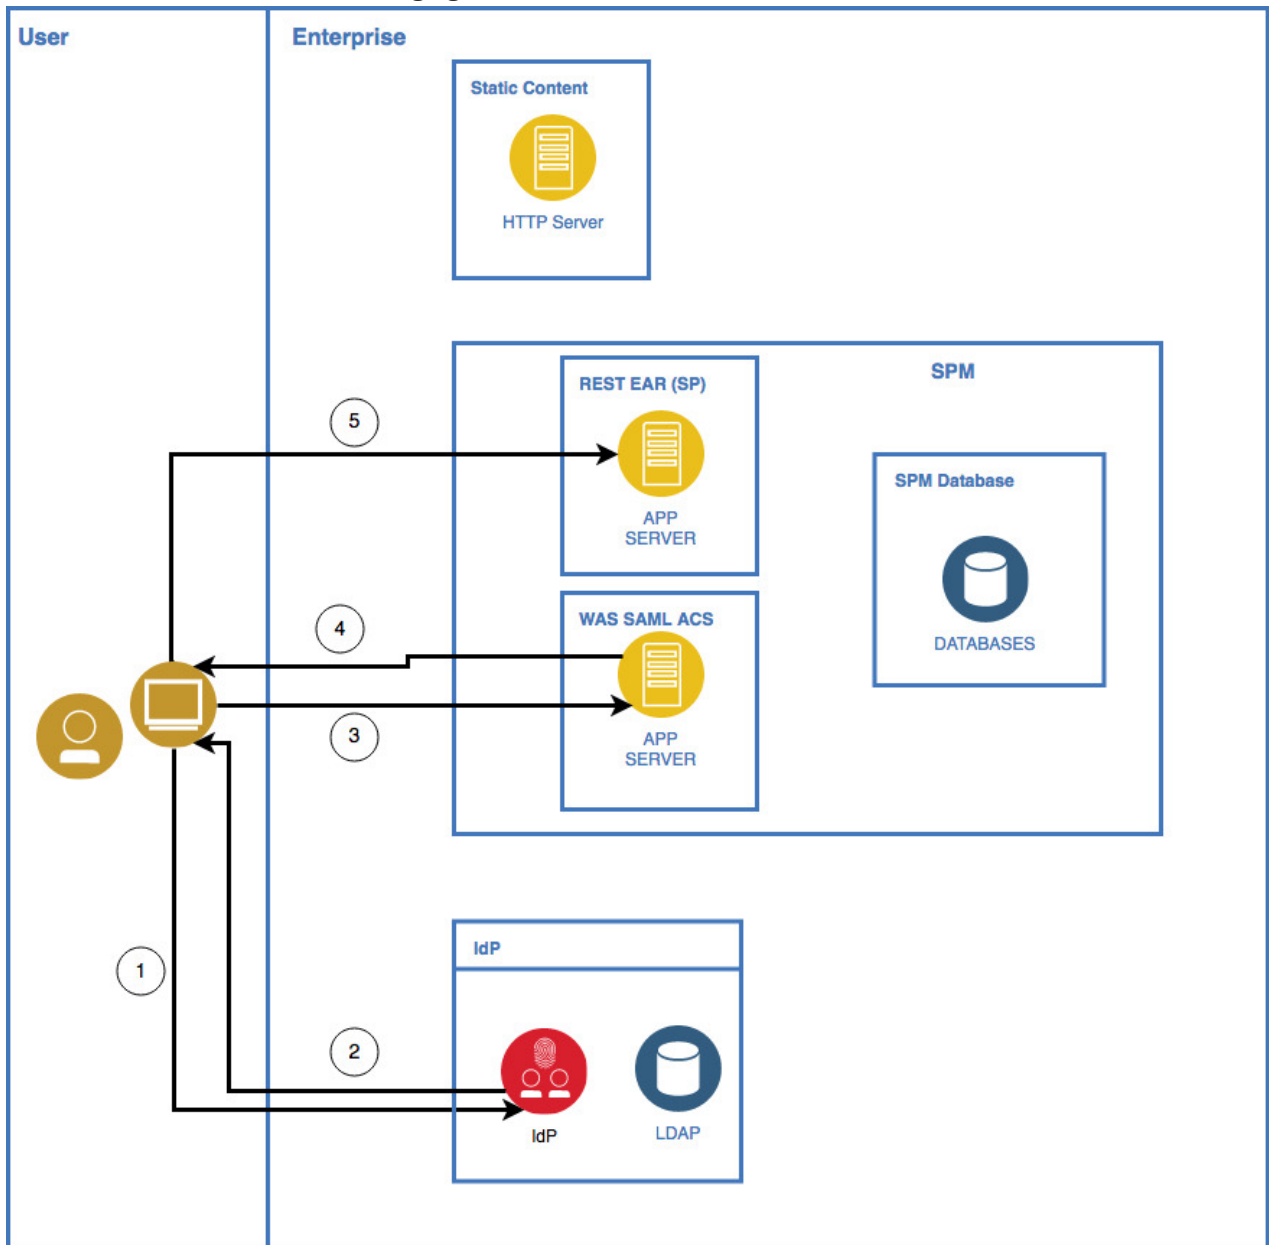 User
Enterprise
Static Content
HTTP Server
SPM
REST EAR (SP)
5
APP
SERVER
SPM Database
DATABASES
WAS SAML ACS
4
3
APP
SERVER
IdP
1
2
IdP
LDAP